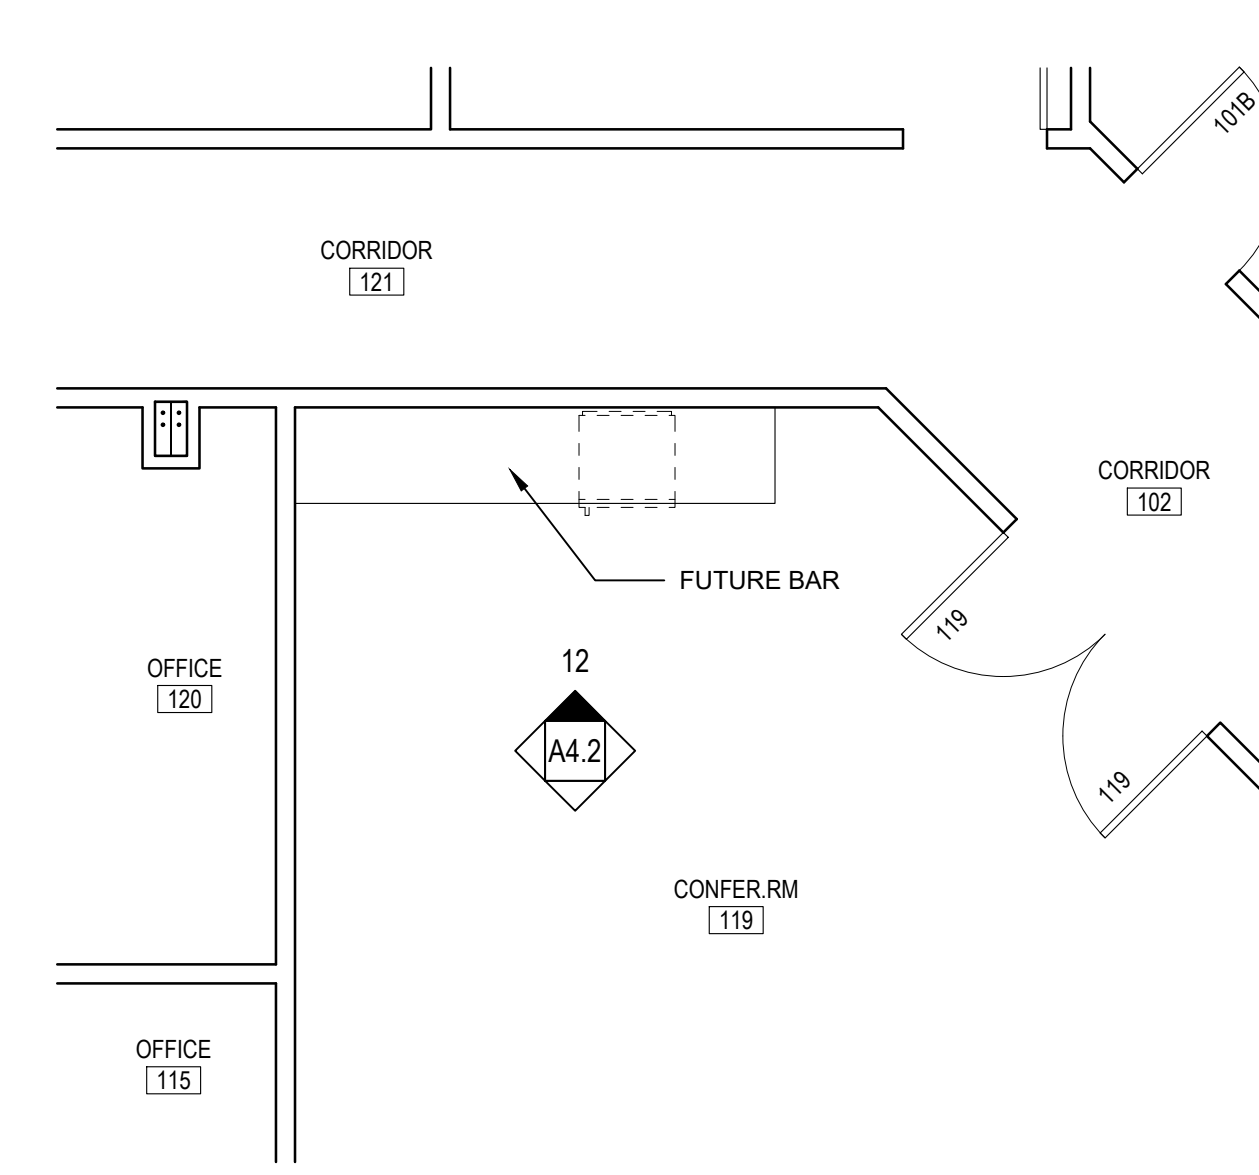 101B
CORRIDOR
121
CORRIDOR
102
FUTURE BAR
119
12
OFFICE
120
A4.2
119
CONFER.RM
119
OFFICE
115